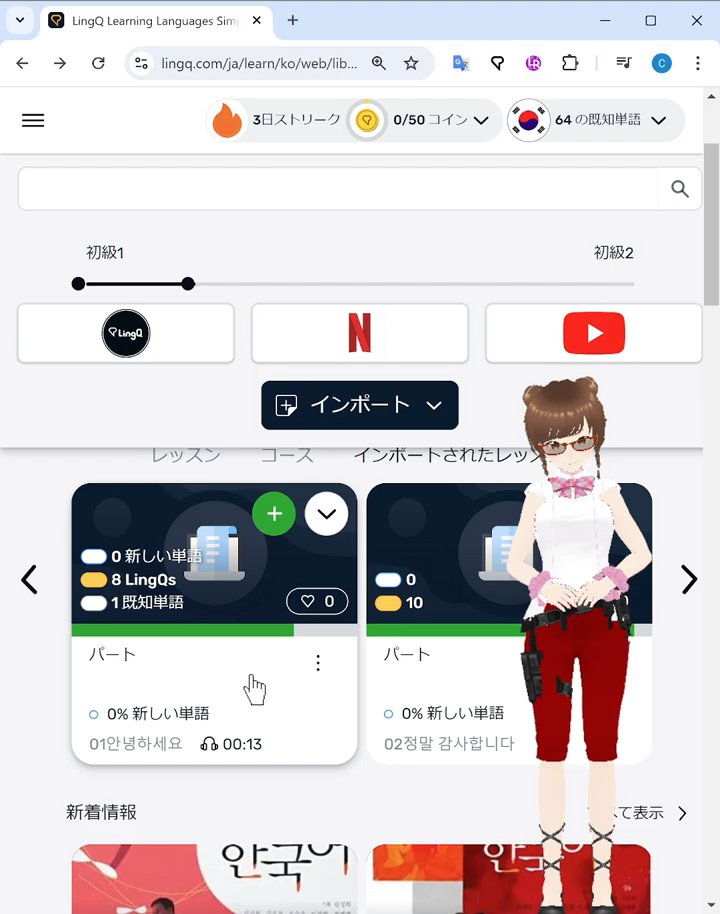 LingQ Learning Languages Sim
lingq.com/ja/learn/ko/web/lib...
C
3日ストリーク
0/50 コイン
64 の既知単語
初級1
初級2
LingQ
インポート
レッスン
コース
インポートされたレッ
0 新しい単語
8 LingQs
1 既知単語
0
0
10
パート
パート
0% 新しい単語
0% 新しい単語
01안녕하세요
00:13
02정말 감사합니다
新着情報
て表示
한국어
한국어